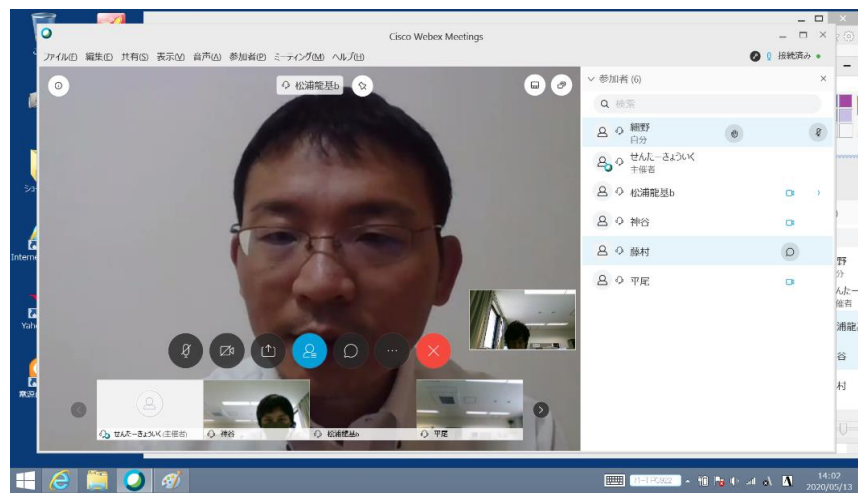 Cisco Webex Meetings
ファイル(F) 編集(E) 共有(S) 表示(V) 音声(A) 参加者(P) ミーティング(M) ヘルプ(H)
接続済み
松浦龍基b
参加者 (6)
検索
細野
自分
せんたーきょういく
主催者
松浦龍基b
神谷
藤村
平尾
せんたーきょういく (主催者)
神谷
松浦龍基b
平尾
14:02
2020/05/13